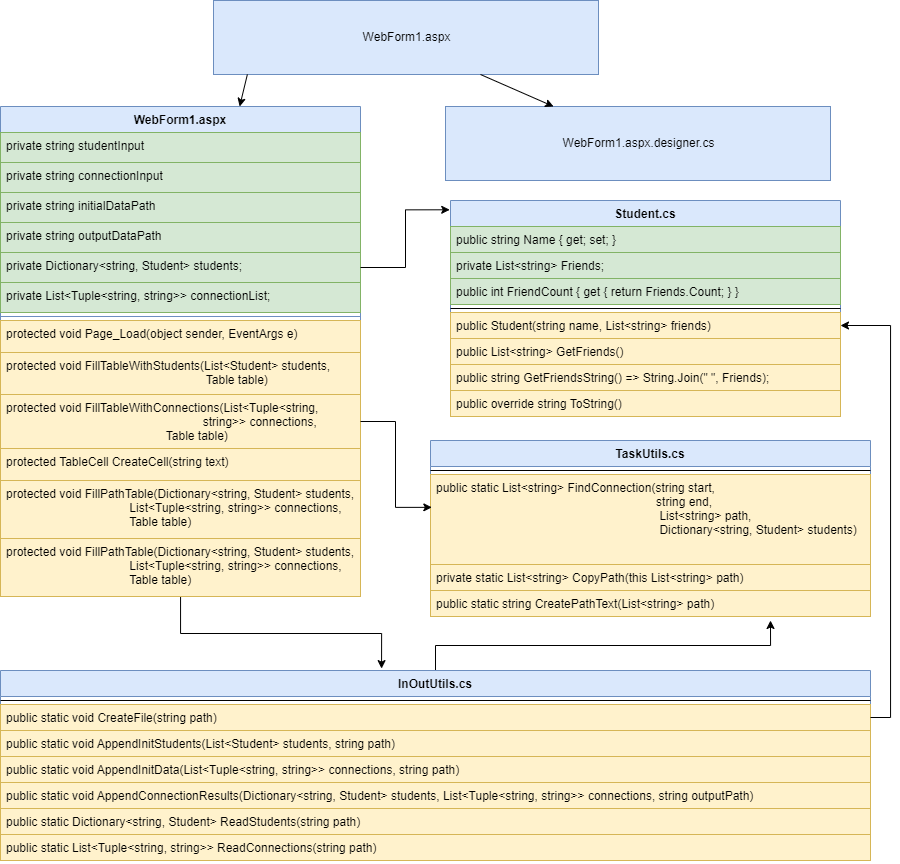 WebForm1.aspx
WebForm1.aspx
private string studentInput
private string connectionInput
private string initialDataPath
private string outputDataPath
private Dictionary<string, Student> students;
private List<Tuple<string, string>> connectionList;
protected void Page_Load(object sender, EventArgs e)
protected void FillTableWithStudents(List<Student> students,
Table table)
protected void FillTableWithConnections(List<Tuple<string,
string>> connections,
Table table)
protected TableCell CreateCell(string text)
protected void FillPathTable(Dictionary<string, Student> students,
List<Tuple<string, string>> connections,
Table table)
protected void FillPathTable(Dictionary<string, Student> students,
List<Tuple<string, string>> connections,
Table table)
WebForm1.aspx.designer.cs
Student.cs
public string Name { get; set; }
private List<string> Friends;
public int FriendCount { get { return Friends.Count; } }
public Student(string name, List<string> friends)
public List<string> GetFriends()
public string GetFriendsString() => String.Join(" ", Friends);
public override string ToString()
TaskUtils.cs
public static List<string> FindConnection(string start,
string end,
List<string> path,
Dictionary<string, Student> students)
private static List<string> CopyPath(this List<string> path)
public static string CreatePathText(List<string> path)
InOutUtils.cs
public static void CreateFile(string path)
public static void AppendInitStudents(List<Student> students, string path)
public static void AppendInitData(List<Tuple<string, string>> connections, string path)
public static void AppendConnectionResults(Dictionary<string, Student> students, List<Tuple<string, string>> connections, string outputPath)
public static Dictionary<string, Student> ReadStudents(string path)
public static List<Tuple<string, string>> ReadConnections(string path)